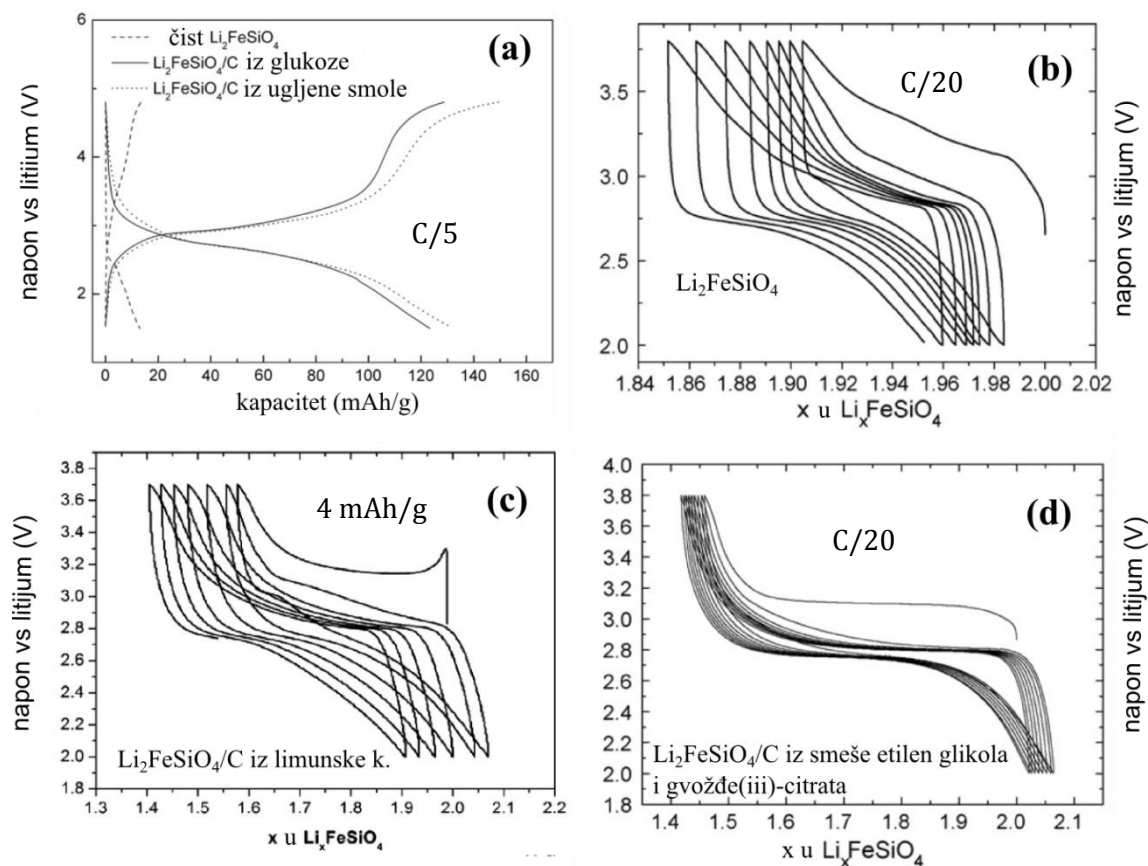 6
4
2
napon vs litiium (V)
(a)
čist Li₂FeSiO₄
Li₂FeSiO₄/C iz glukoze
Li₂FeSiO₄/C iz ugljene smole
C/5
0 20 40 60 80 100 120 140 160
kapacitet (mAh/g)
(b)
C/20
3.5
3.0
2.5
2.0
Li₂FeSiO₄
napon vs litijum (V)
1.84 1.86 1.88 1.90 1.92 1.94 1.96 1.98 2.00 2.02
x u LiₓFeSiO₄
napon vs litijum (V)
3.8
3.6
3.4
3.2
3.0
2.8
2.6
2.4
2.2
2.0
1.8
4 mAh/g
(c)
Li₂FeSiO₄/C iz limunske k.
1.3 1.4 1.5 1.6 1.7 1.8 1.9 2.0 2.1 2.2
x u LiₓFeSiO₄
4.0
3.8
3.6
3.4
3.2
3.0
2.8
2.6
2.4
2.2
2.0
1.8
C/20
(d)
Li₂FeSiO₄/C iz smeše etilen glikola
i gvožđe(iii)-citrata
napon vs litijum (V)
1.4 1.5 1.6 1.7 1.8 1.9 2.0 2.1
x u LiₓFeSiO₄